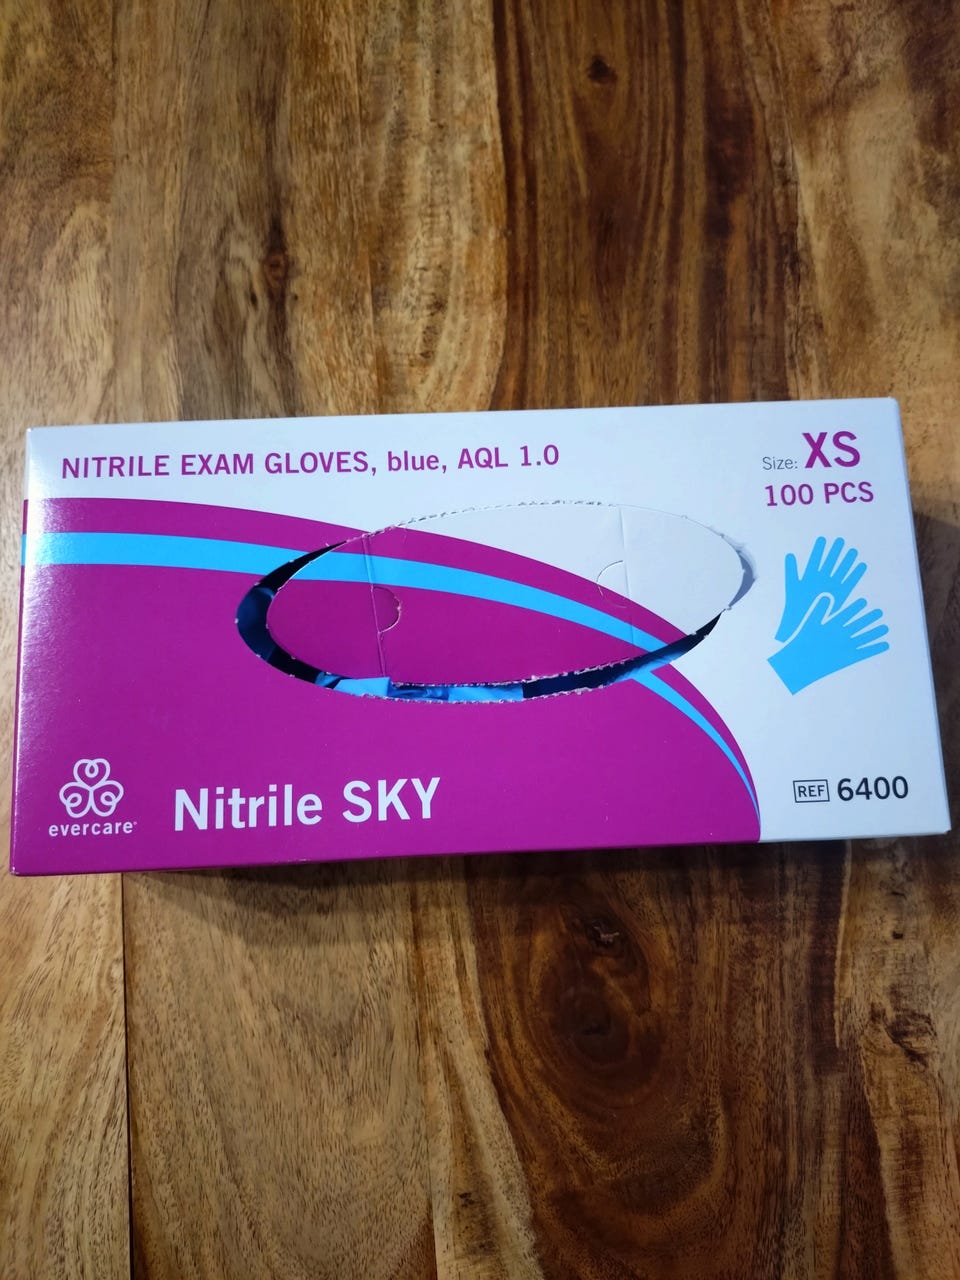 NITRILE EXAM GLOVES, blue, AQL 1.0
Size: XS
100 PCS
evercare®
Nitrile SKY
REF 6400